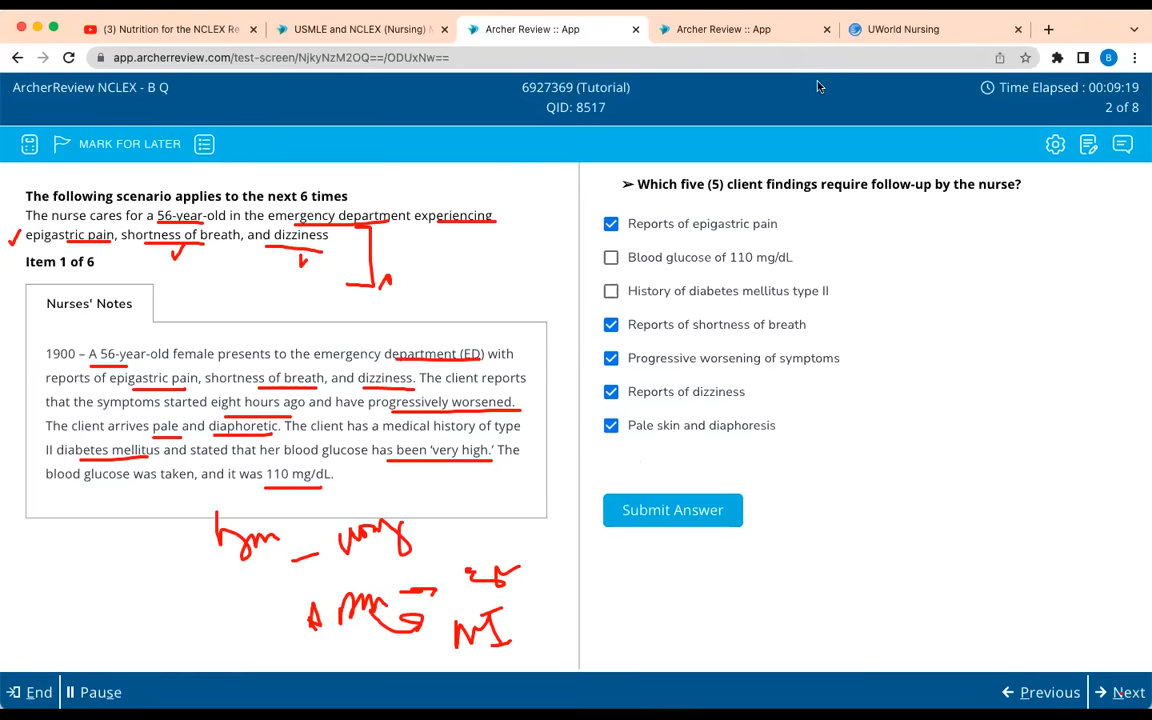 (3) Nutrition for the NCLEX R
USMLE and NCLEX (Nursing) M
Archer Review :: App
Archer Review :: App
UWorld Nursing
app.archerreview.com/test-screen/NjkyNzM2OQ==/ODUxNw==
B
ArcherReview NCLEX - B Q
6927369 (Tutorial)
QID: 8517
Time Elapsed : 00:09:19
2 of 8
MARK FOR LATER
The following scenario applies to the next 6 times
The nurse cares for a 56-year-old in the emergency department experiencing
epigastric pain, shortness of breath, and dizziness
Item 1 of 6
Nurses' Notes
1900 – A 56-year-old female presents to the emergency department (ED) with
reports of epigastric pain, shortness of breath, and dizziness. The client reports
that the symptoms started eight hours ago and have progressively worsened.
The client arrives pale and diaphoretic. The client has a medical history of type
II diabetes mellitus and stated that her blood glucose has been ‘very high.’ The
blood glucose was taken, and it was 110 mg/dL.
MI
➢ Which five (5) client findings require follow-up by the nurse?
Reports of epigastric pain
Blood glucose of 110 mg/dL
History of diabetes mellitus type II
Reports of shortness of breath
Progressive worsening of symptoms
Reports of dizziness
Pale skin and diaphoresis
Submit Answer
End
Pause
Previous
Next